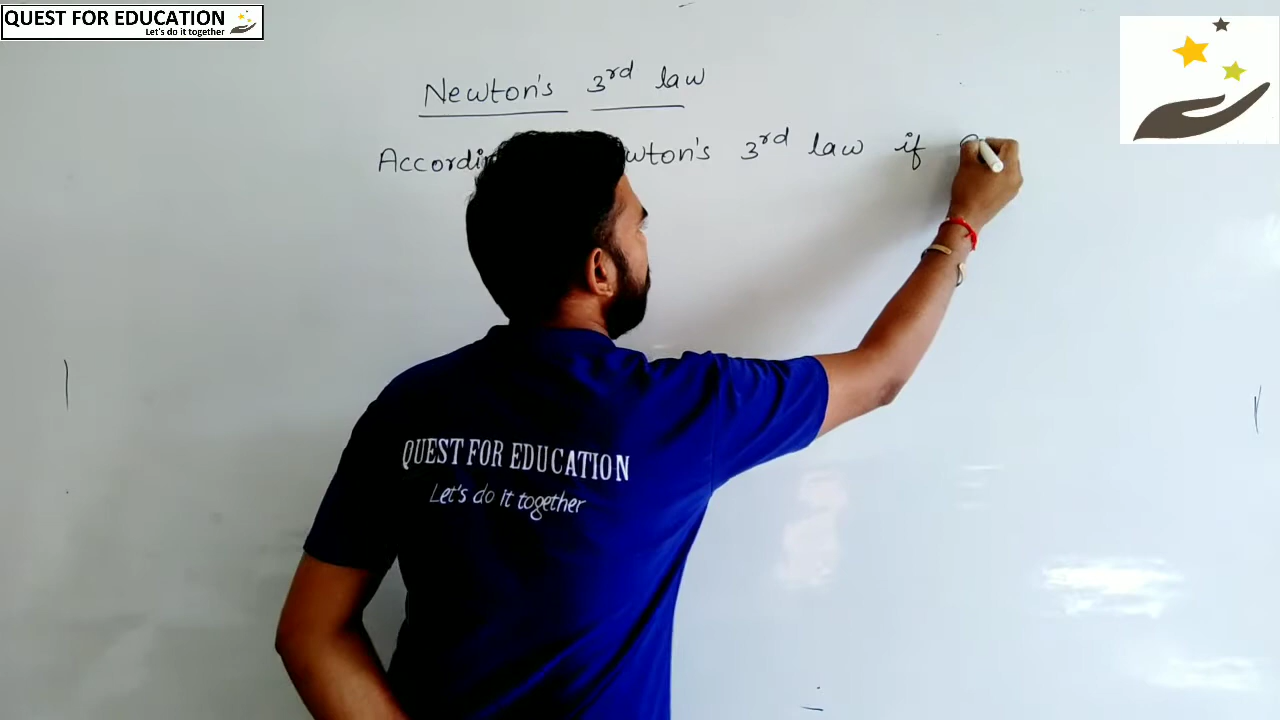 QUEST FOR EDUCATION
Let's do it together
Newton's 3rd law
Accordin wton's 3rd law if
QUEST FOR EDUCATION
Let's do it together